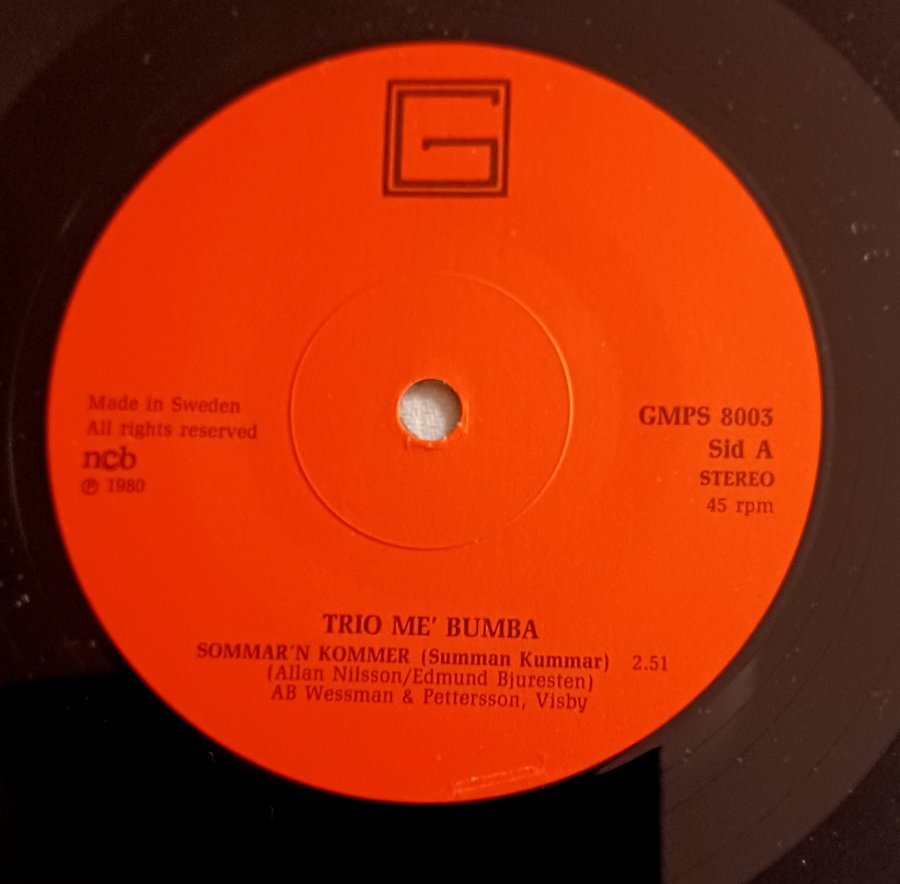 G
Made in Sweden
All rights reserved
ncb
℗ 1980
GMPS 8003
Sid A
STEREO
45 rpm
TRIO ME' BUMBA
SOMMAR'N KOMMER (Summan Kummar) 2.51
(Allan Nilsson/Edmund Bjuresten)
AB Wessman & Pettersson, Visby